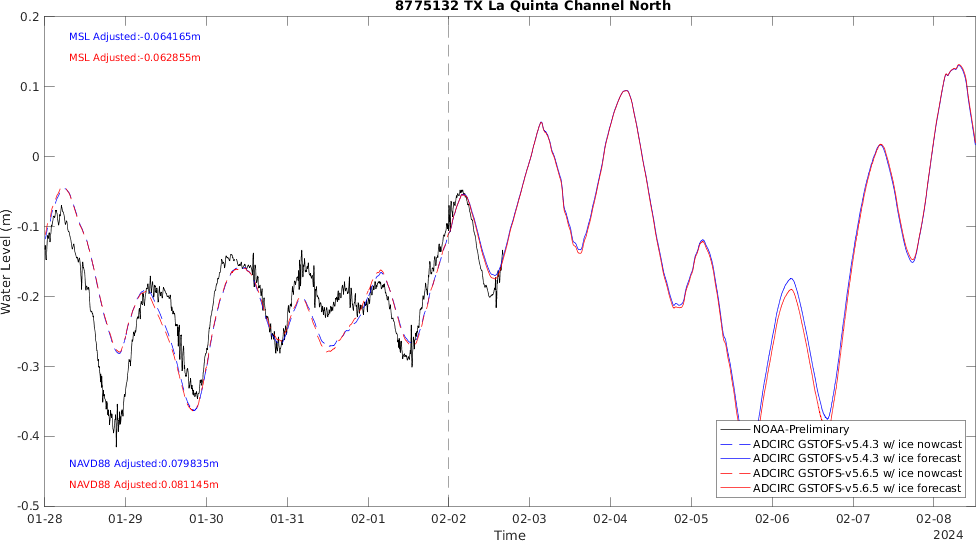 8775132 TX La Quinta Channel North
MSL Adjusted:-0.064165m
MSL Adjusted:-0.062855m
Water Level (m)
0.2
0.1
0
-0.1
-0.2
-0.3
-0.4
-0.5
NAVD88 Adjusted:0.079835m
NAVD88 Adjusted:0.081145m
NOAA-Preliminary
ADCIRC GSTOFS-v5.4.3 w/ ice nowcast
ADCIRC GSTOFS-v5.4.3 w/ ice forecast
ADCIRC GSTOFS-v5.6.5 w/ ice nowcast
ADCIRC GSTOFS-v5.6.5 w/ ice forecast
01-28 01-29 01-30 01-31 02-01 02-02 02-03 02-04 02-05 02-06 02-07 02-08
Time
2024